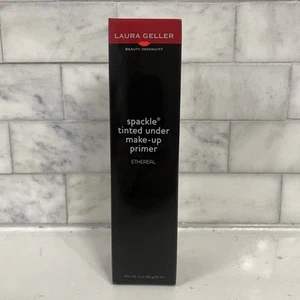 LAURA GELLER
BEAUTY INGENUITY
spackle®
tinted under
make-up
primer
ETHEREAL